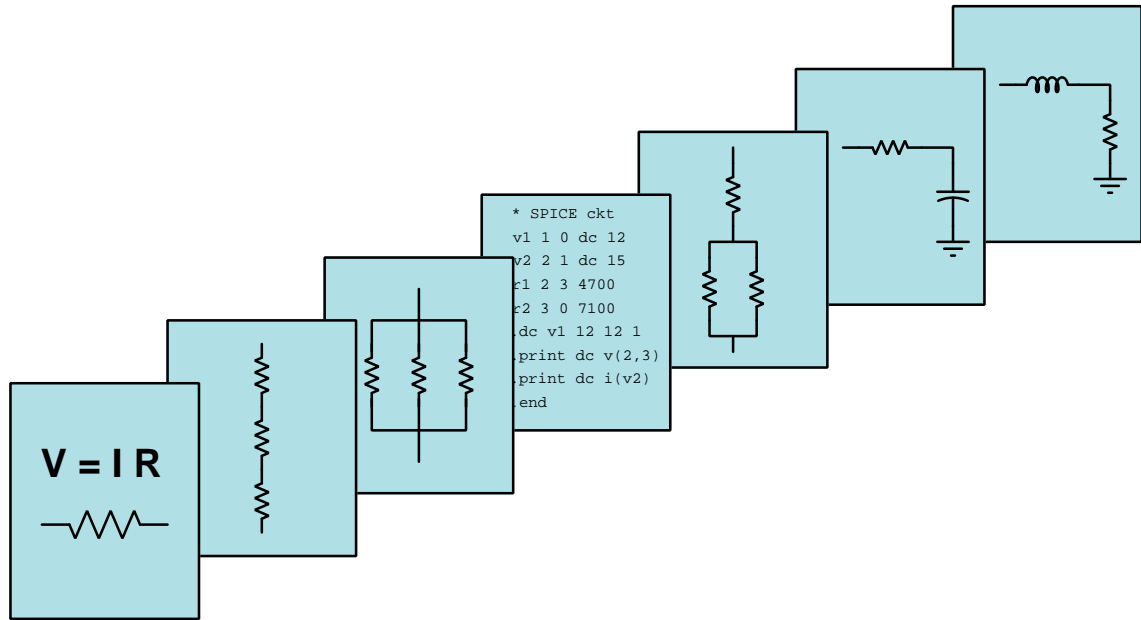 * SPICE ckt
v1 1 0 dc 12
v2 2 1 dc 15
r1 2 3 4700
r2 3 0 7100
.dc v1 12 12 1
.print dc v(2,3)
.print dc i(v2)
.end
V = I R